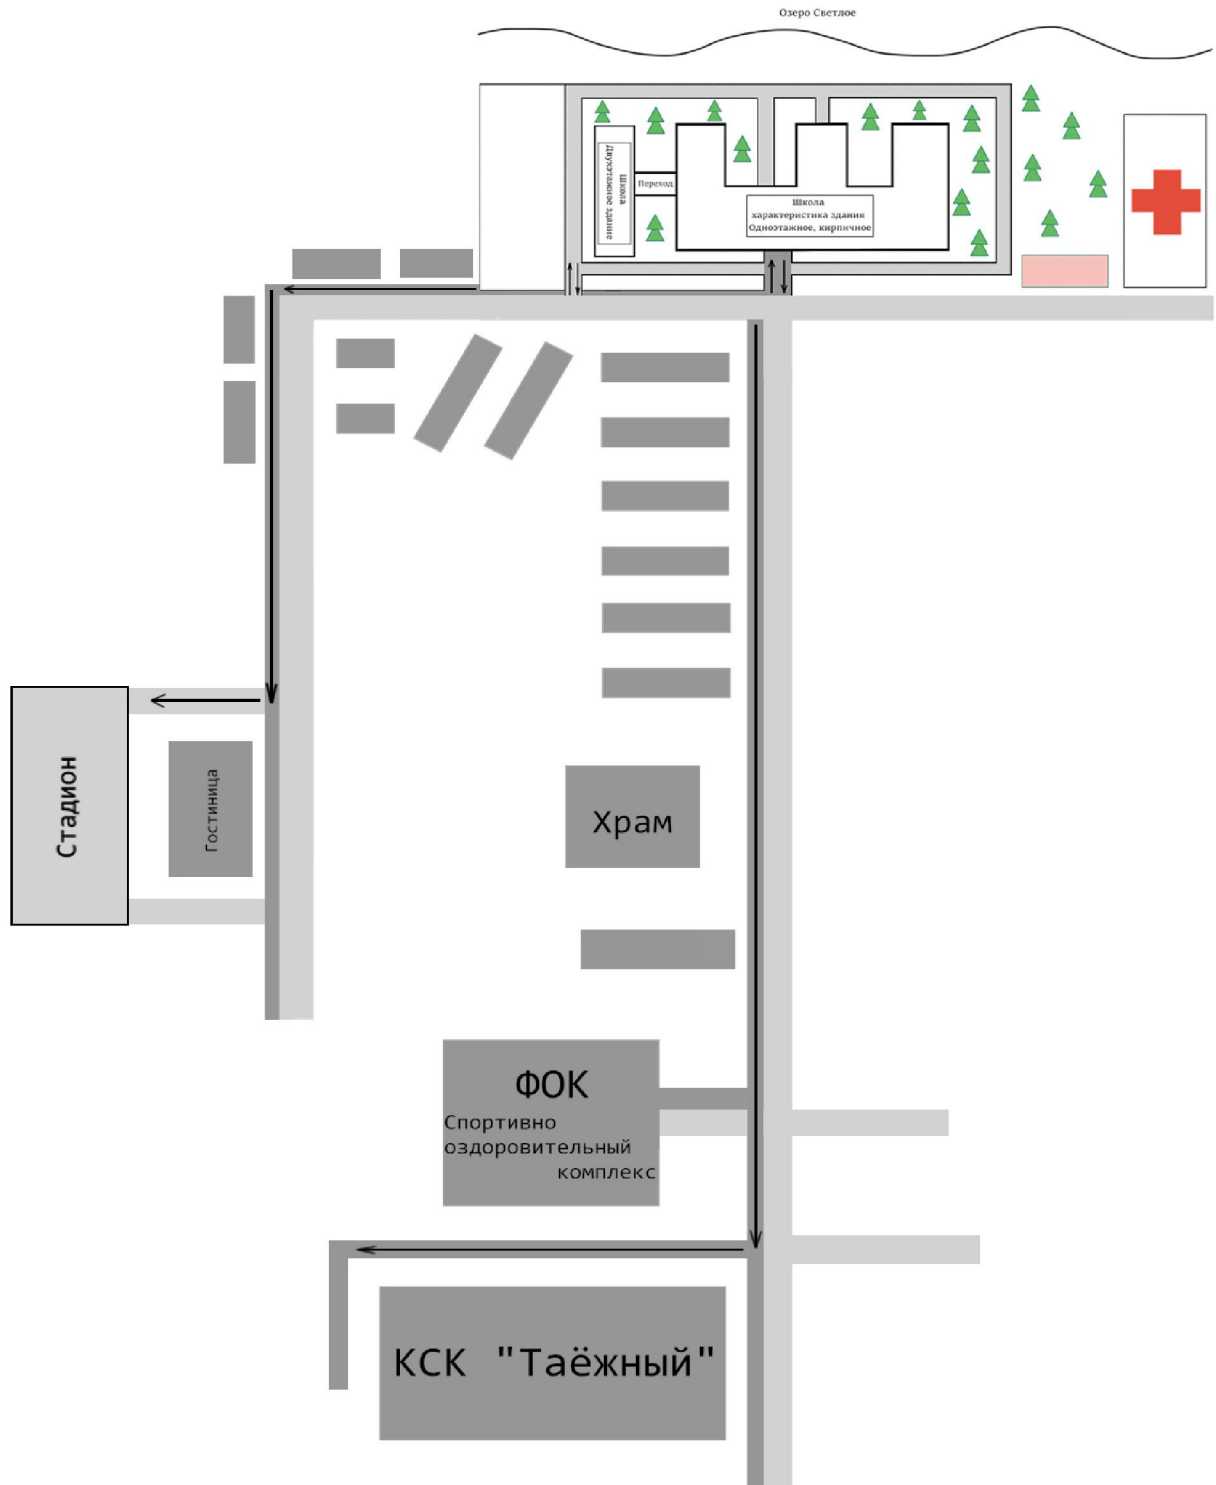 Озеро Светлое
Школа
Двухэтажное здание
Переход
Школа
характеристика здания
Одноэтажное, кирпичное
Стадион
Гостиница
Храм
ФОК
Спортивно
оздоровительный
комплекс
КСК "Таёжный"